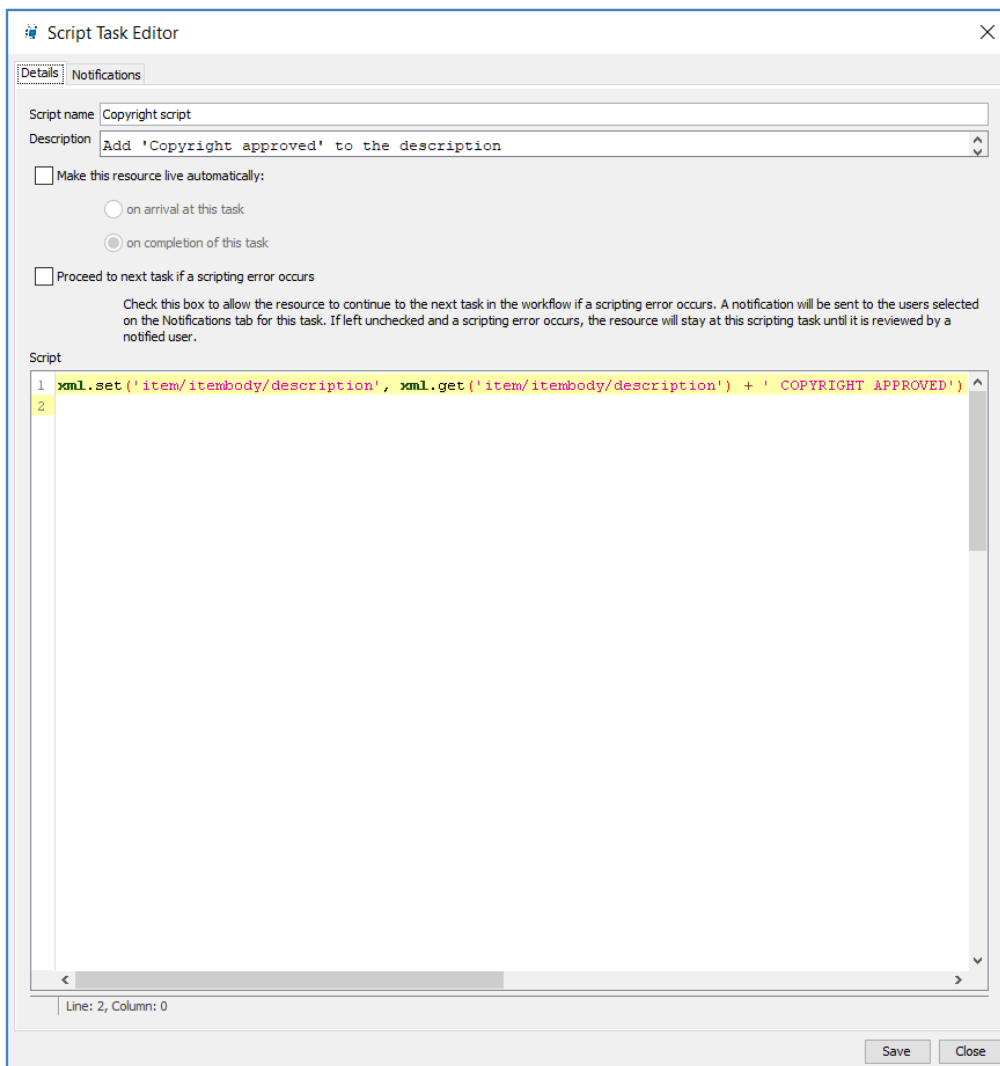 Script Task Editor
Details Notifications
Script name Copyright script
Description Add 'Copyright approved' to the description
Make this resource live automatically:
on arrival at this task
on completion of this task
Proceed to next task if a scripting error occurs
Check this box to allow the resource to continue to the next task in the workflow if a scripting error occurs. A notification will be sent to the users selected
on the Notifications tab for this task. If left unchecked and a scripting error occurs, the resource will stay at this scripting task until it is reviewed by a
notified user.
Script
1 xml.set('item/itembody/description', xml.get('item/itembody/description') + ' COPYRIGHT APPROVED')
2
Line: 2, Column: 0
Save Close